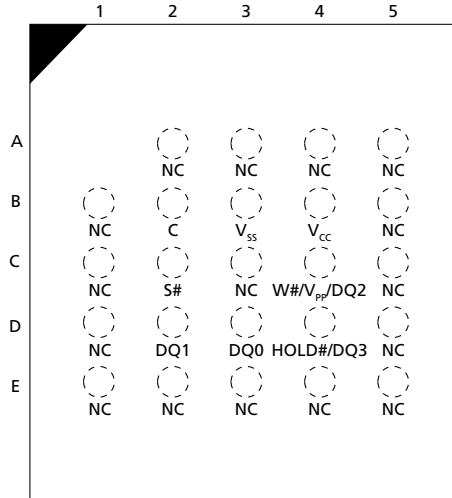 1 2 3 4 5
A
NC NC NC NC
B
NC C VSS VCC NC
C
NC S# NC W#/VPP/DQ2 NC
D
NC DQ1 DQ0 HOLD#/DQ3 NC
E
NC NC NC NC NC